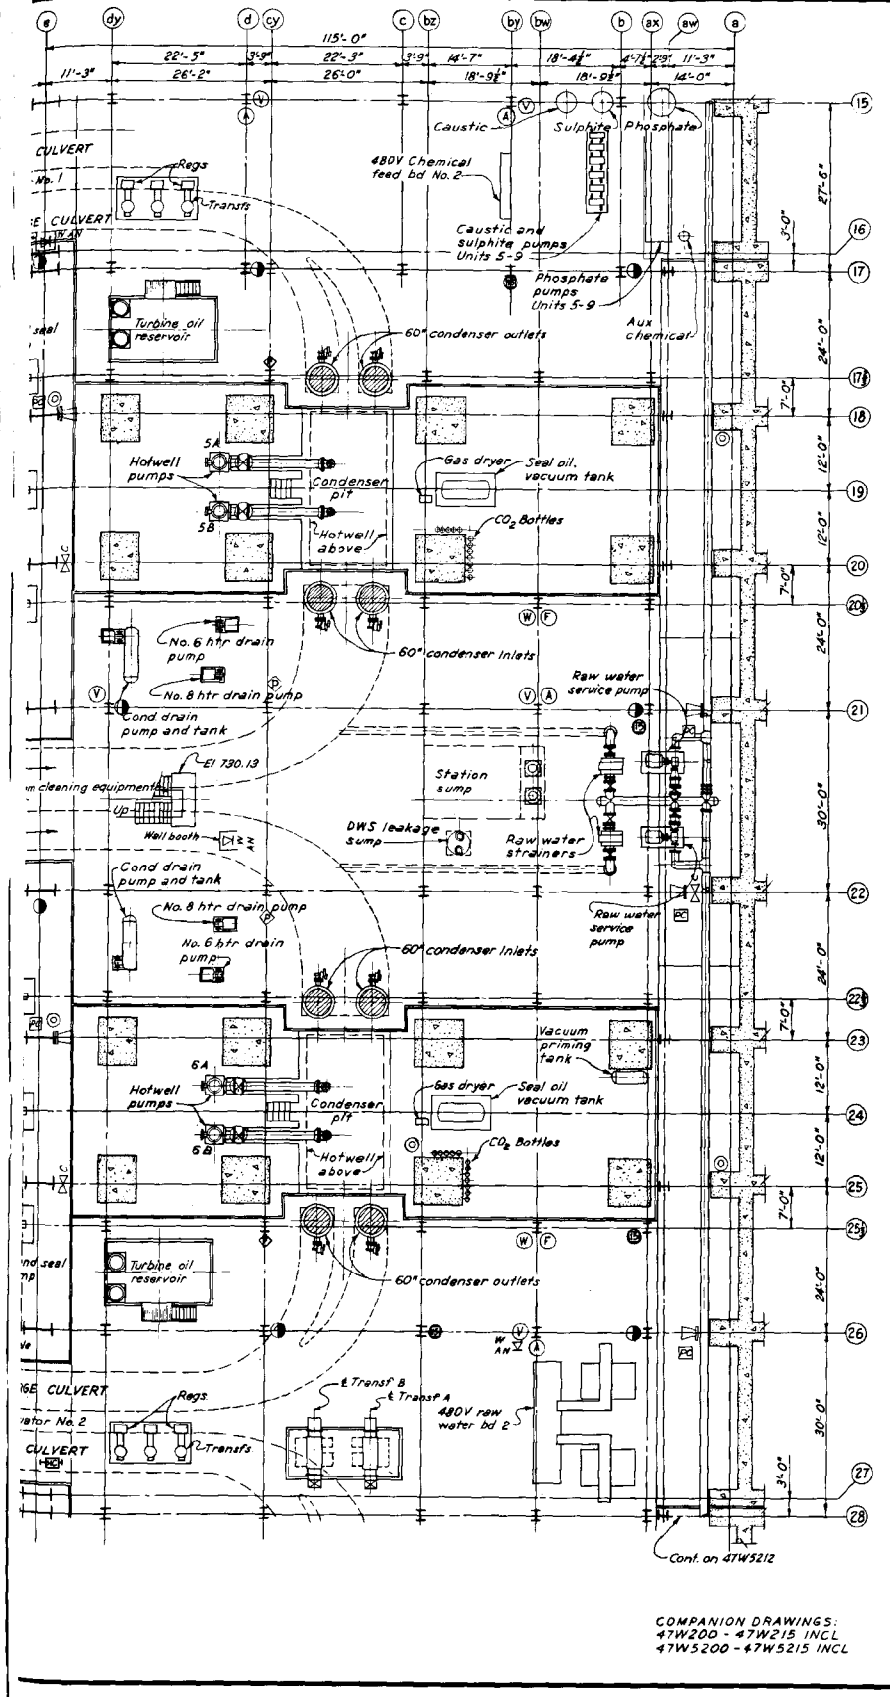 e dy d cy c bz by bw b ax aw a
115'-0"
22'-5" 3'-9" 22'-3" 3'-9" 14'-7" 18'-4½" 4'-7½" 2'-9" 11'-3"
11'-3" 26'-2" 26'-0" 18'-9½" 18'-9½" 14'-0"
15
V
A
V
A
Caustic
Sulphite
Phosphate
CULVERT
No. 1
Regs
Transfs
480V Chemical
feed bd No. 2
27'-6"
CULVERT
W AN
Caustic and
sulphite pumps
Units 5-9
3'-0"
16
17
Phosphate
pumps
Units 5-9
Aux
chemical
seal
Turbine oil
reservoir
60" condenser outlets
24'-0"
P
17½
7'-0"
18
PC
5A
Hotwell
pumps
5B
Condenser
pit
Gas dryer
Seal oil,
vacuum tank
12'-0"
19
CO2 Bottles
Hotwell
above
12'-0"
C
20
7'-0"
20½
W F
No. 6 htr drain
pump
60" condenser Inlets
24'-0"
No. 8 htr drain pump
P
Raw water
service pump
V
V A
21
Cond drain
pump and tank
El 730.13
cleaning equipment
Up
Station
sump
30'-0"
Well booth
W
AN
DWS leakage
sump
Raw water
strainers
Cond drain
pump and tank
C
22
No. 8 htr drain pump
P
PC
Raw water
service
pump
No. 6 htr drain
pump
60" condenser Inlets
24'-0"
22½
7'-0"
PC
23
Vacuum
priming
tank
6A
Hotwell
pumps
6B
Condenser
pit
Gas dryer
Seal oil
vacuum tank
12'-0"
24
CO2 Bottles
Hotwell
above
12'-0"
C
25
7'-0"
25½
W F
P
seal
Turbine oil
reservoir
60" condenser outlets
24'-0"
W
AN
V
A
26
PC
CULVERT
No. 2
Regs
Transfs
℄ Transf B
℄ Transf A
480V raw
water bd 2
30'-0"
CULVERT
27
3'-0"
28
Cont. on 47W5212
COMPANION DRAWINGS:
47W200 - 47W215 INCL
47W5200 - 47W5215 INCL